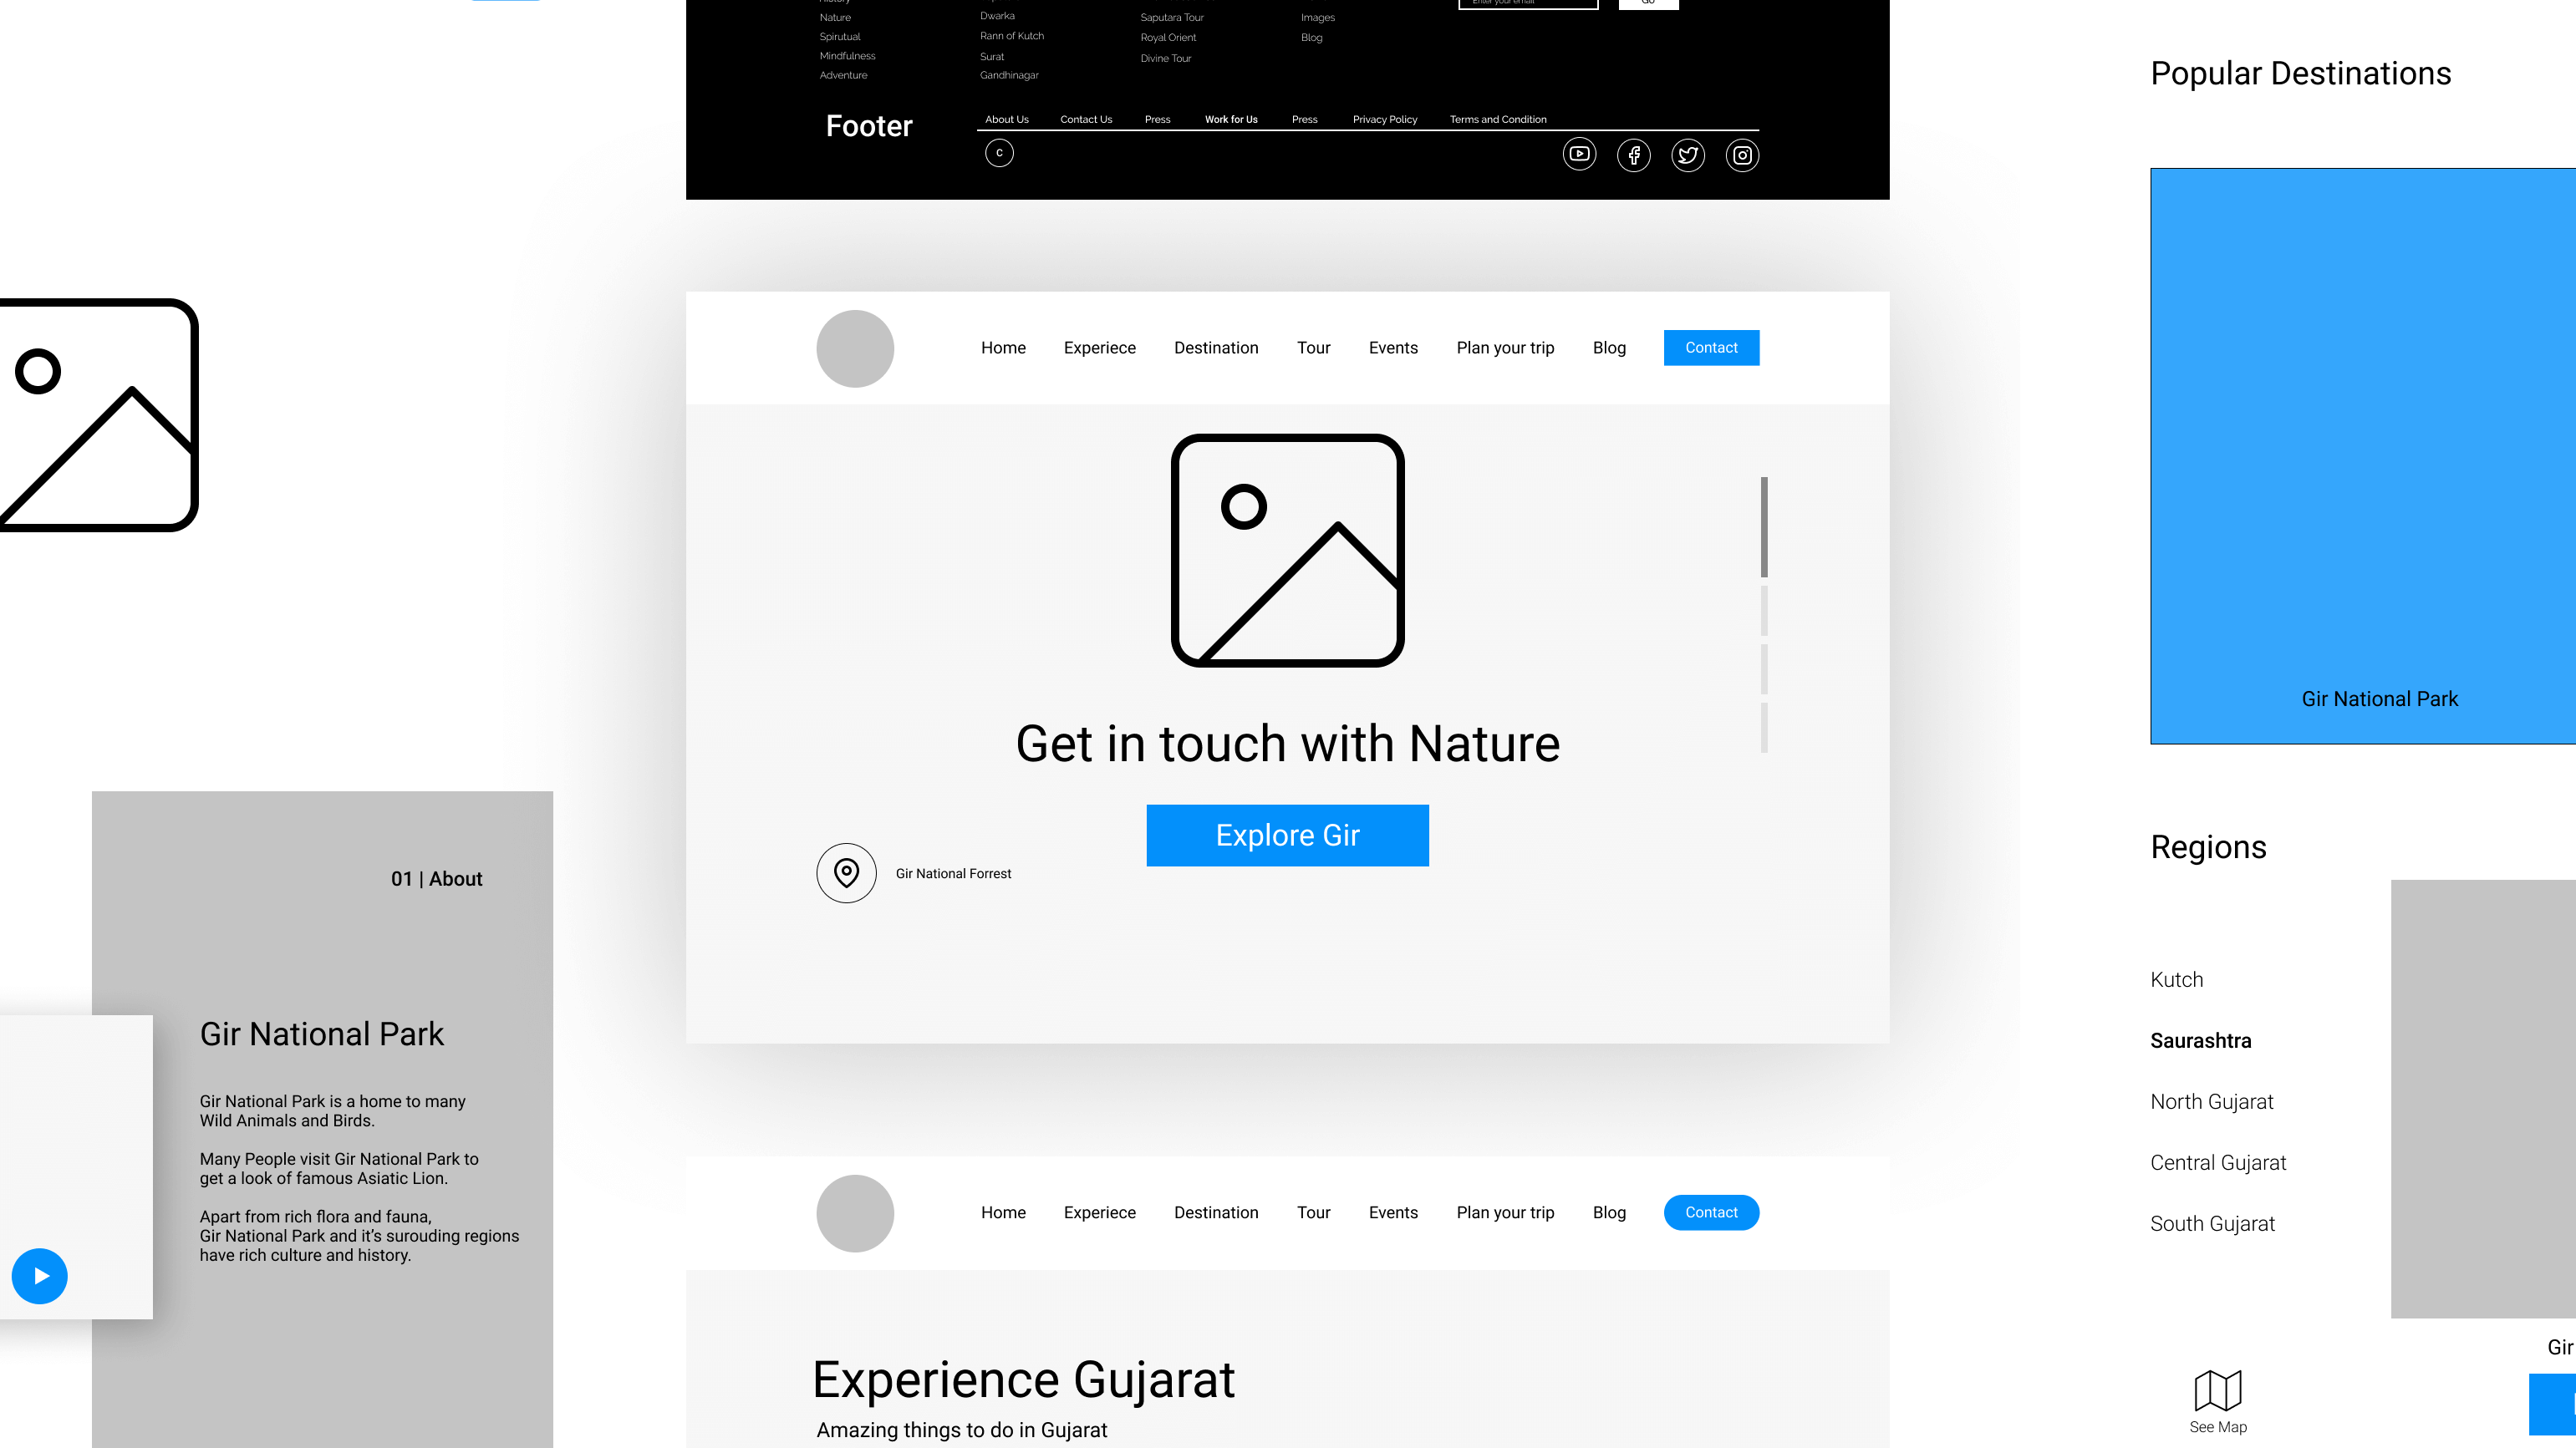 Nature
Spirutual
Mindfulness
Adventure
Dwarka
Rann of Kutch
Surat
Gandhinagar
Saputara Tour
Royal Orient
Divine Tour
Images
Blog
Enter your email
Go
Footer
About Us
Contact Us
Press
Work for Us
Press
Privacy Policy
Terms and Condition
C
Home
Experiece
Destination
Tour
Events
Plan your trip
Blog
Contact
Get in touch with Nature
Explore Gir
Gir National Forrest
Home
Experiece
Destination
Tour
Events
Plan your trip
Blog
Contact
Experience Gujarat
Amazing things to do in Gujarat
01 | About
Gir National Park
Gir National Park is a home to many
Wild Animals and Birds.
Many People visit Gir National Park to
get a look of famous Asiatic Lion.
Apart from rich flora and fauna,
Gir National Park and it’s surouding regions
have rich culture and history.
Popular Destinations
Gir National Park
Regions
Kutch
Saurashtra
North Gujarat
Central Gujarat
South Gujarat
Gir
See Map